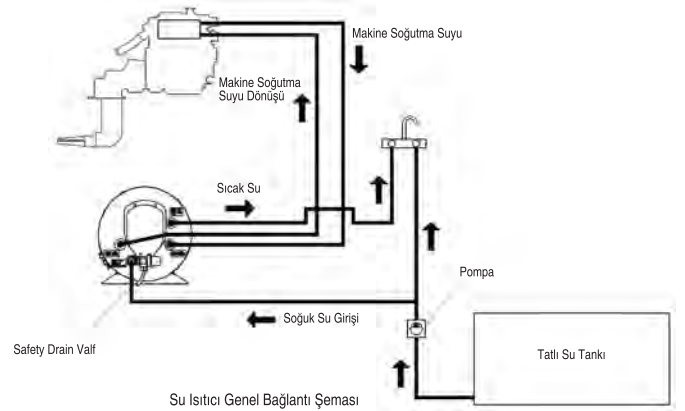 Makine Soğutma Suyu
Makine Soğutma
Suyu Dönüşü
Sıcak Su
Pompa
Soğuk Su Girişi
Safety Drain Valf
Tatlı Su Tankı
Su Isıtıcı Genel Bağlantı Şeması